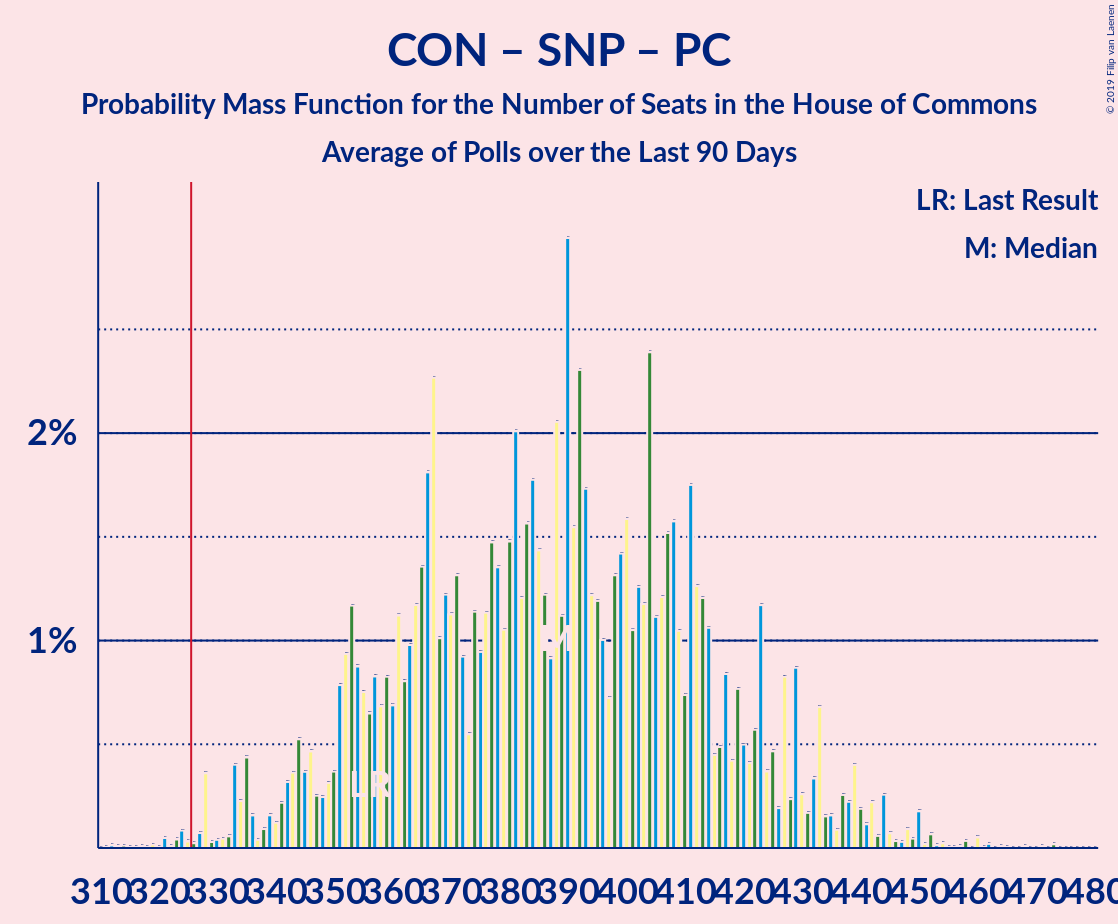 CON – SNP – PC
Probability Mass Function for the Number of Seats in the House of Commons
Average of Polls over the Last 90 Days
© 2019 Filip van Laenen
LR: Last Result
M: Median
2%
1%
M
LR
310 320 330 340 350 360 370 380 390 400 410 420 430 440 450 460 470 480